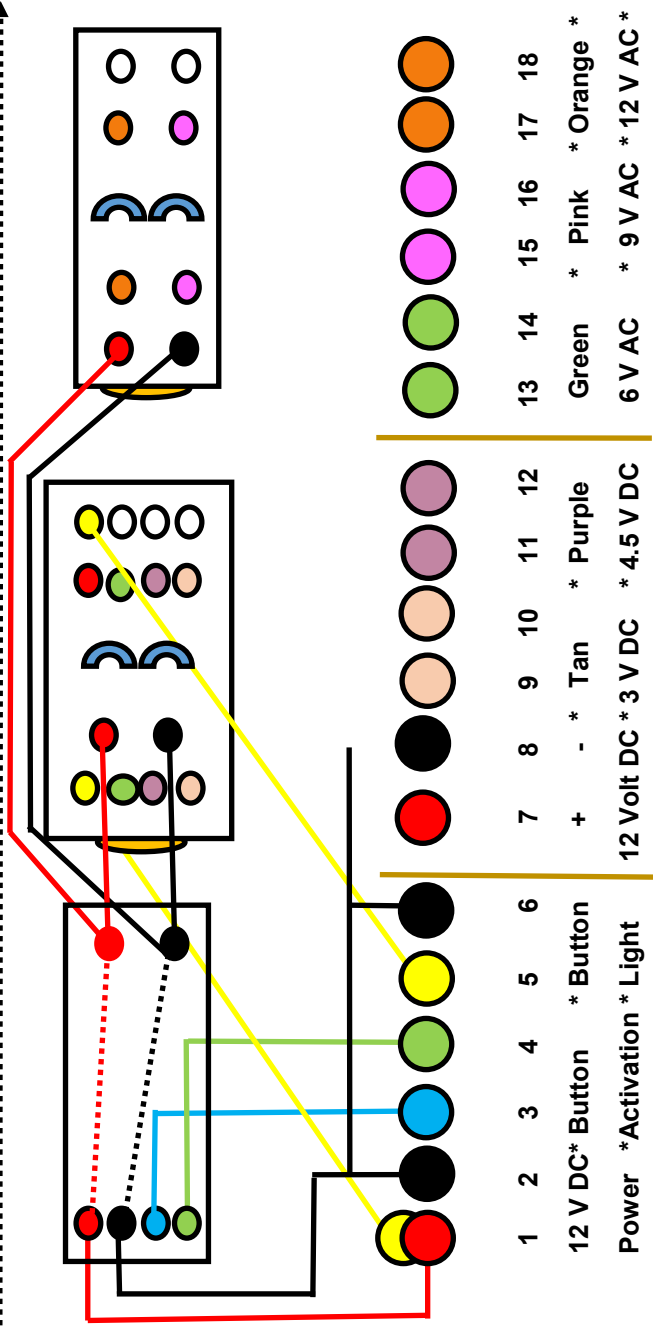 1 2 3 4 5 6 7 8 9 10 11 12 13 14 15 16 17 18
12 V DC* Button * Button + - * Tan * Purple Green * Pink * Orange *
Power *Activation * Light 12 Volt DC * 3 V DC * 4.5 V DC 6 V AC * 9 V AC * 12 V AC *